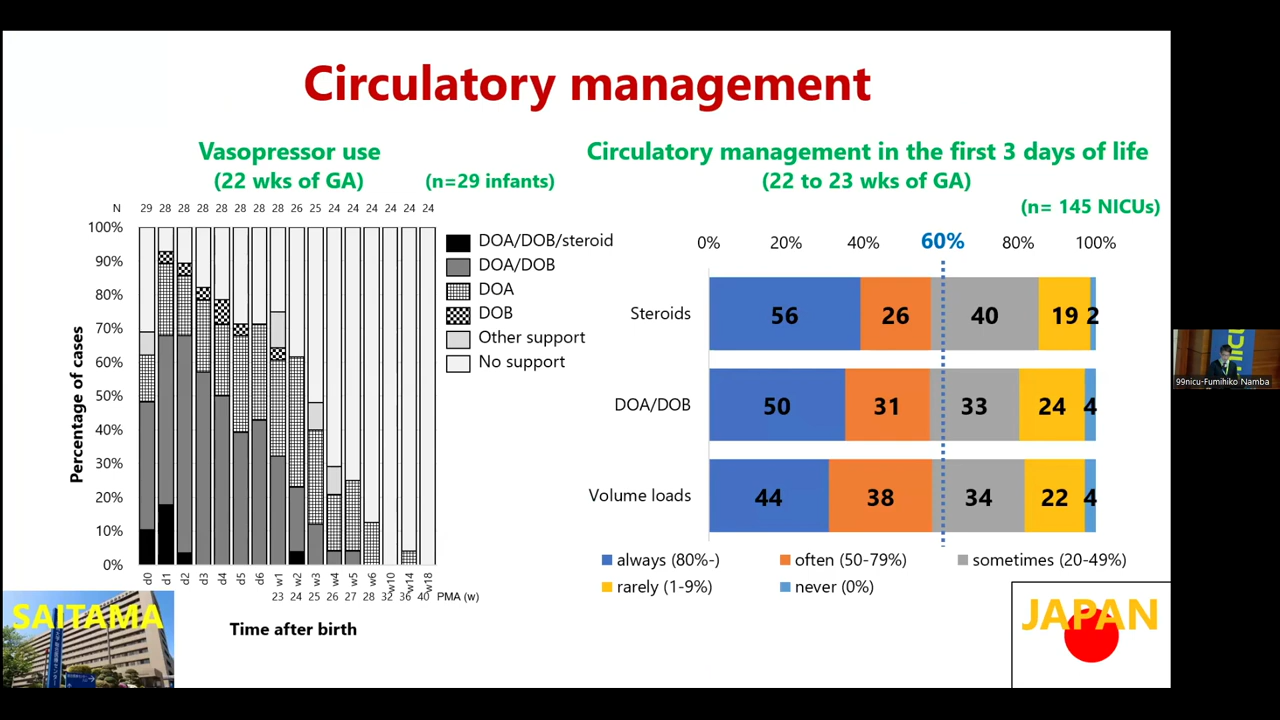 Circulatory management
Vasopressor use
(22 wks of GA)
(n=29 infants)
N 29 28 28 28 28 28 28 28 26 25 24 24 24 24 24 24
100%
90%
80%
70%
60%
50%
40%
30%
20%
10%
0%
Percentage of cases
d0 d1 d2 d3 d4 d5 d6 w1 w2 w3 w4 w5 w6 w10 w14 w18
23 24 25 26 27 28 32 36 40 PMA (w)
Time after birth
DOA/DOB/steroid
DOA/DOB
DOA
DOB
Other support
No support
Circulatory management in the first 3 days of life
(22 to 23 wks of GA)
(n= 145 NICUs)
0% 20% 40% 60% 80% 100%
Steroids 56 26 40 19 2
DOA/DOB 50 31 33 24 4
Volume loads 44 38 34 22 4
always (80%-) often (50-79%) sometimes (20-49%)
rarely (1-9%) never (0%)
SAITAMA
JAPAN
99nicu-Fumihiko Namba